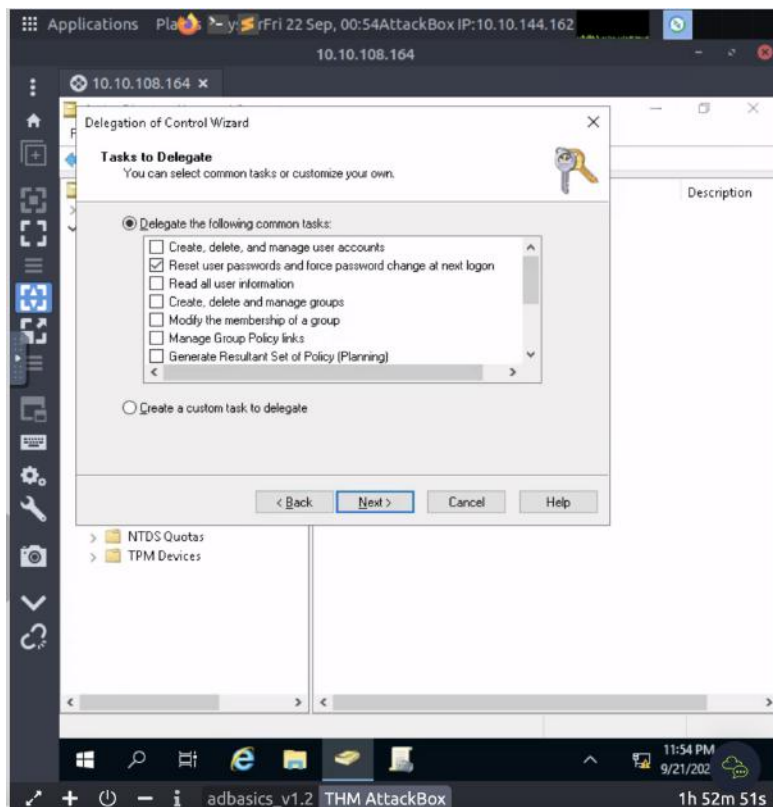 Applications Pla
Fri 22 Sep, 00:54 AttackBox IP:10.10.144.162
10.10.108.164
10.10.108.164 ×
Delegation of Control Wizard
Tasks to Delegate
You can select common tasks or customize your own.
Description
Delegate the following common tasks:
Create, delete, and manage user accounts
Reset user passwords and force password change at next logon
Read all user information
Create, delete and manage groups
Modify the membership of a group
Manage Group Policy links
Generate Resultant Set of Policy (Planning)
Create a custom task to delegate
< Back Next > Cancel Help
NTDS Quotas
TPM Devices
11:54 PM
9/21/202
adbasics_v1.2 THM AttackBox 1h 52m 51s